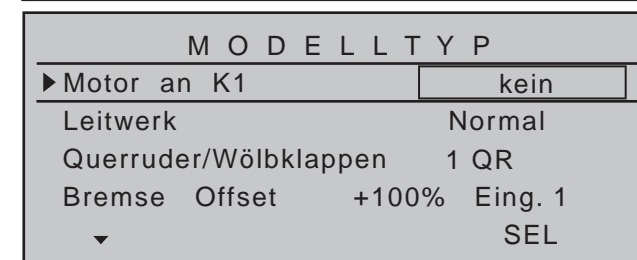 MODELLTYP
Motor an K1 kein
Leitwerk Normal
Querruder/Wölbklappen 1 QR
Bremse Offset +100% Eing. 1
SEL